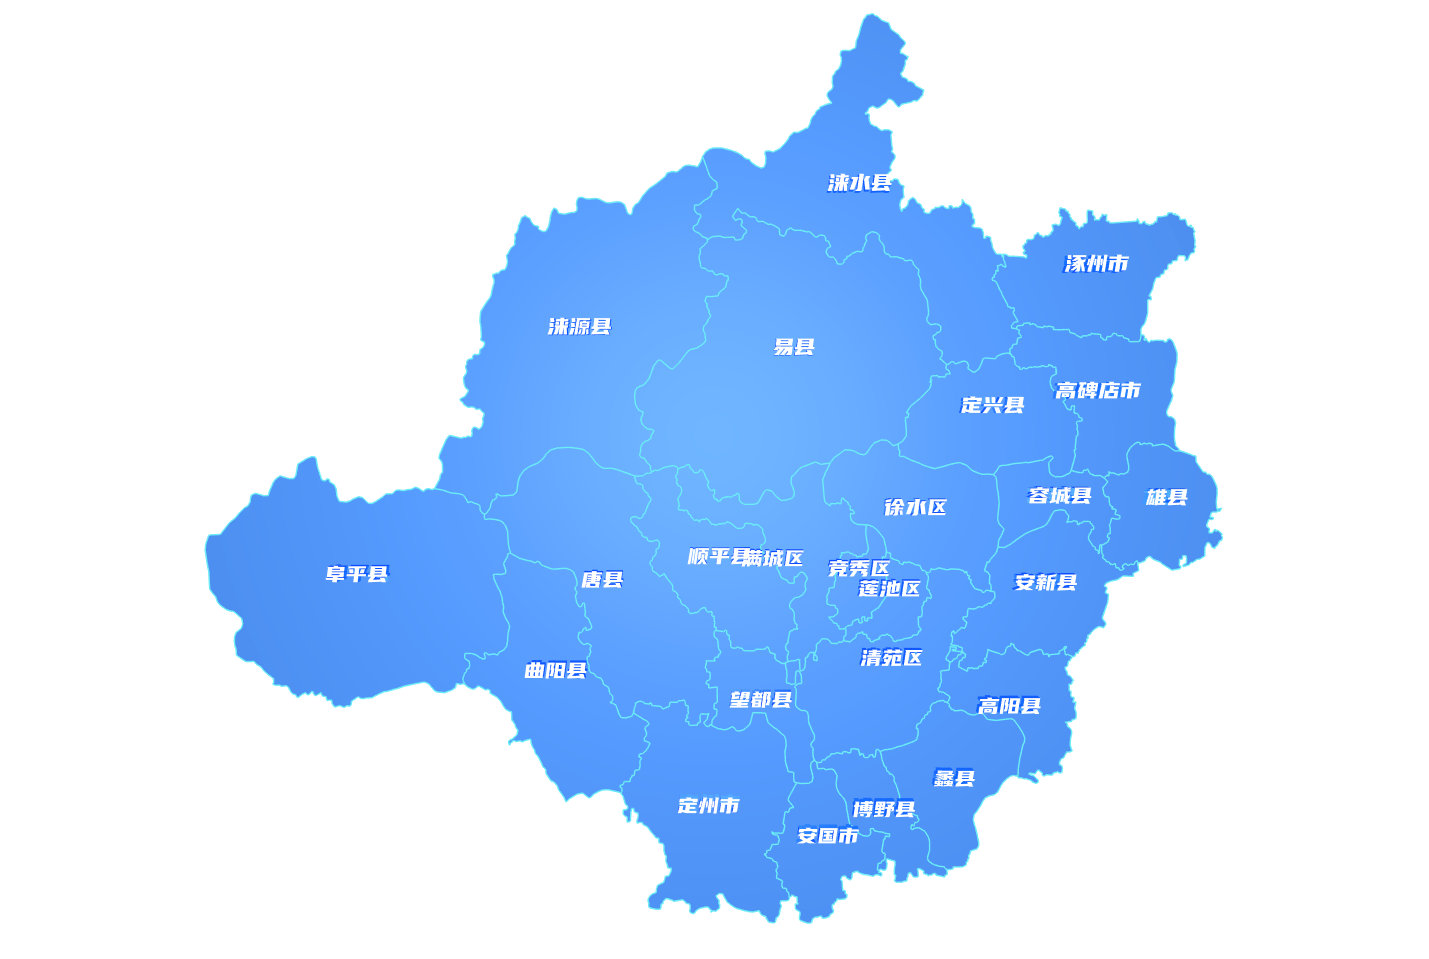 涞水县
涿州市
涞源县
易县
高碑店市
定兴县
容城县
雄县
徐水区
顺平县
满城区
竞秀区
阜平县
唐县
安新县
莲池区
清苑区
曲阳县
望都县
高阳县
蠡县
定州市
博野县
安国市